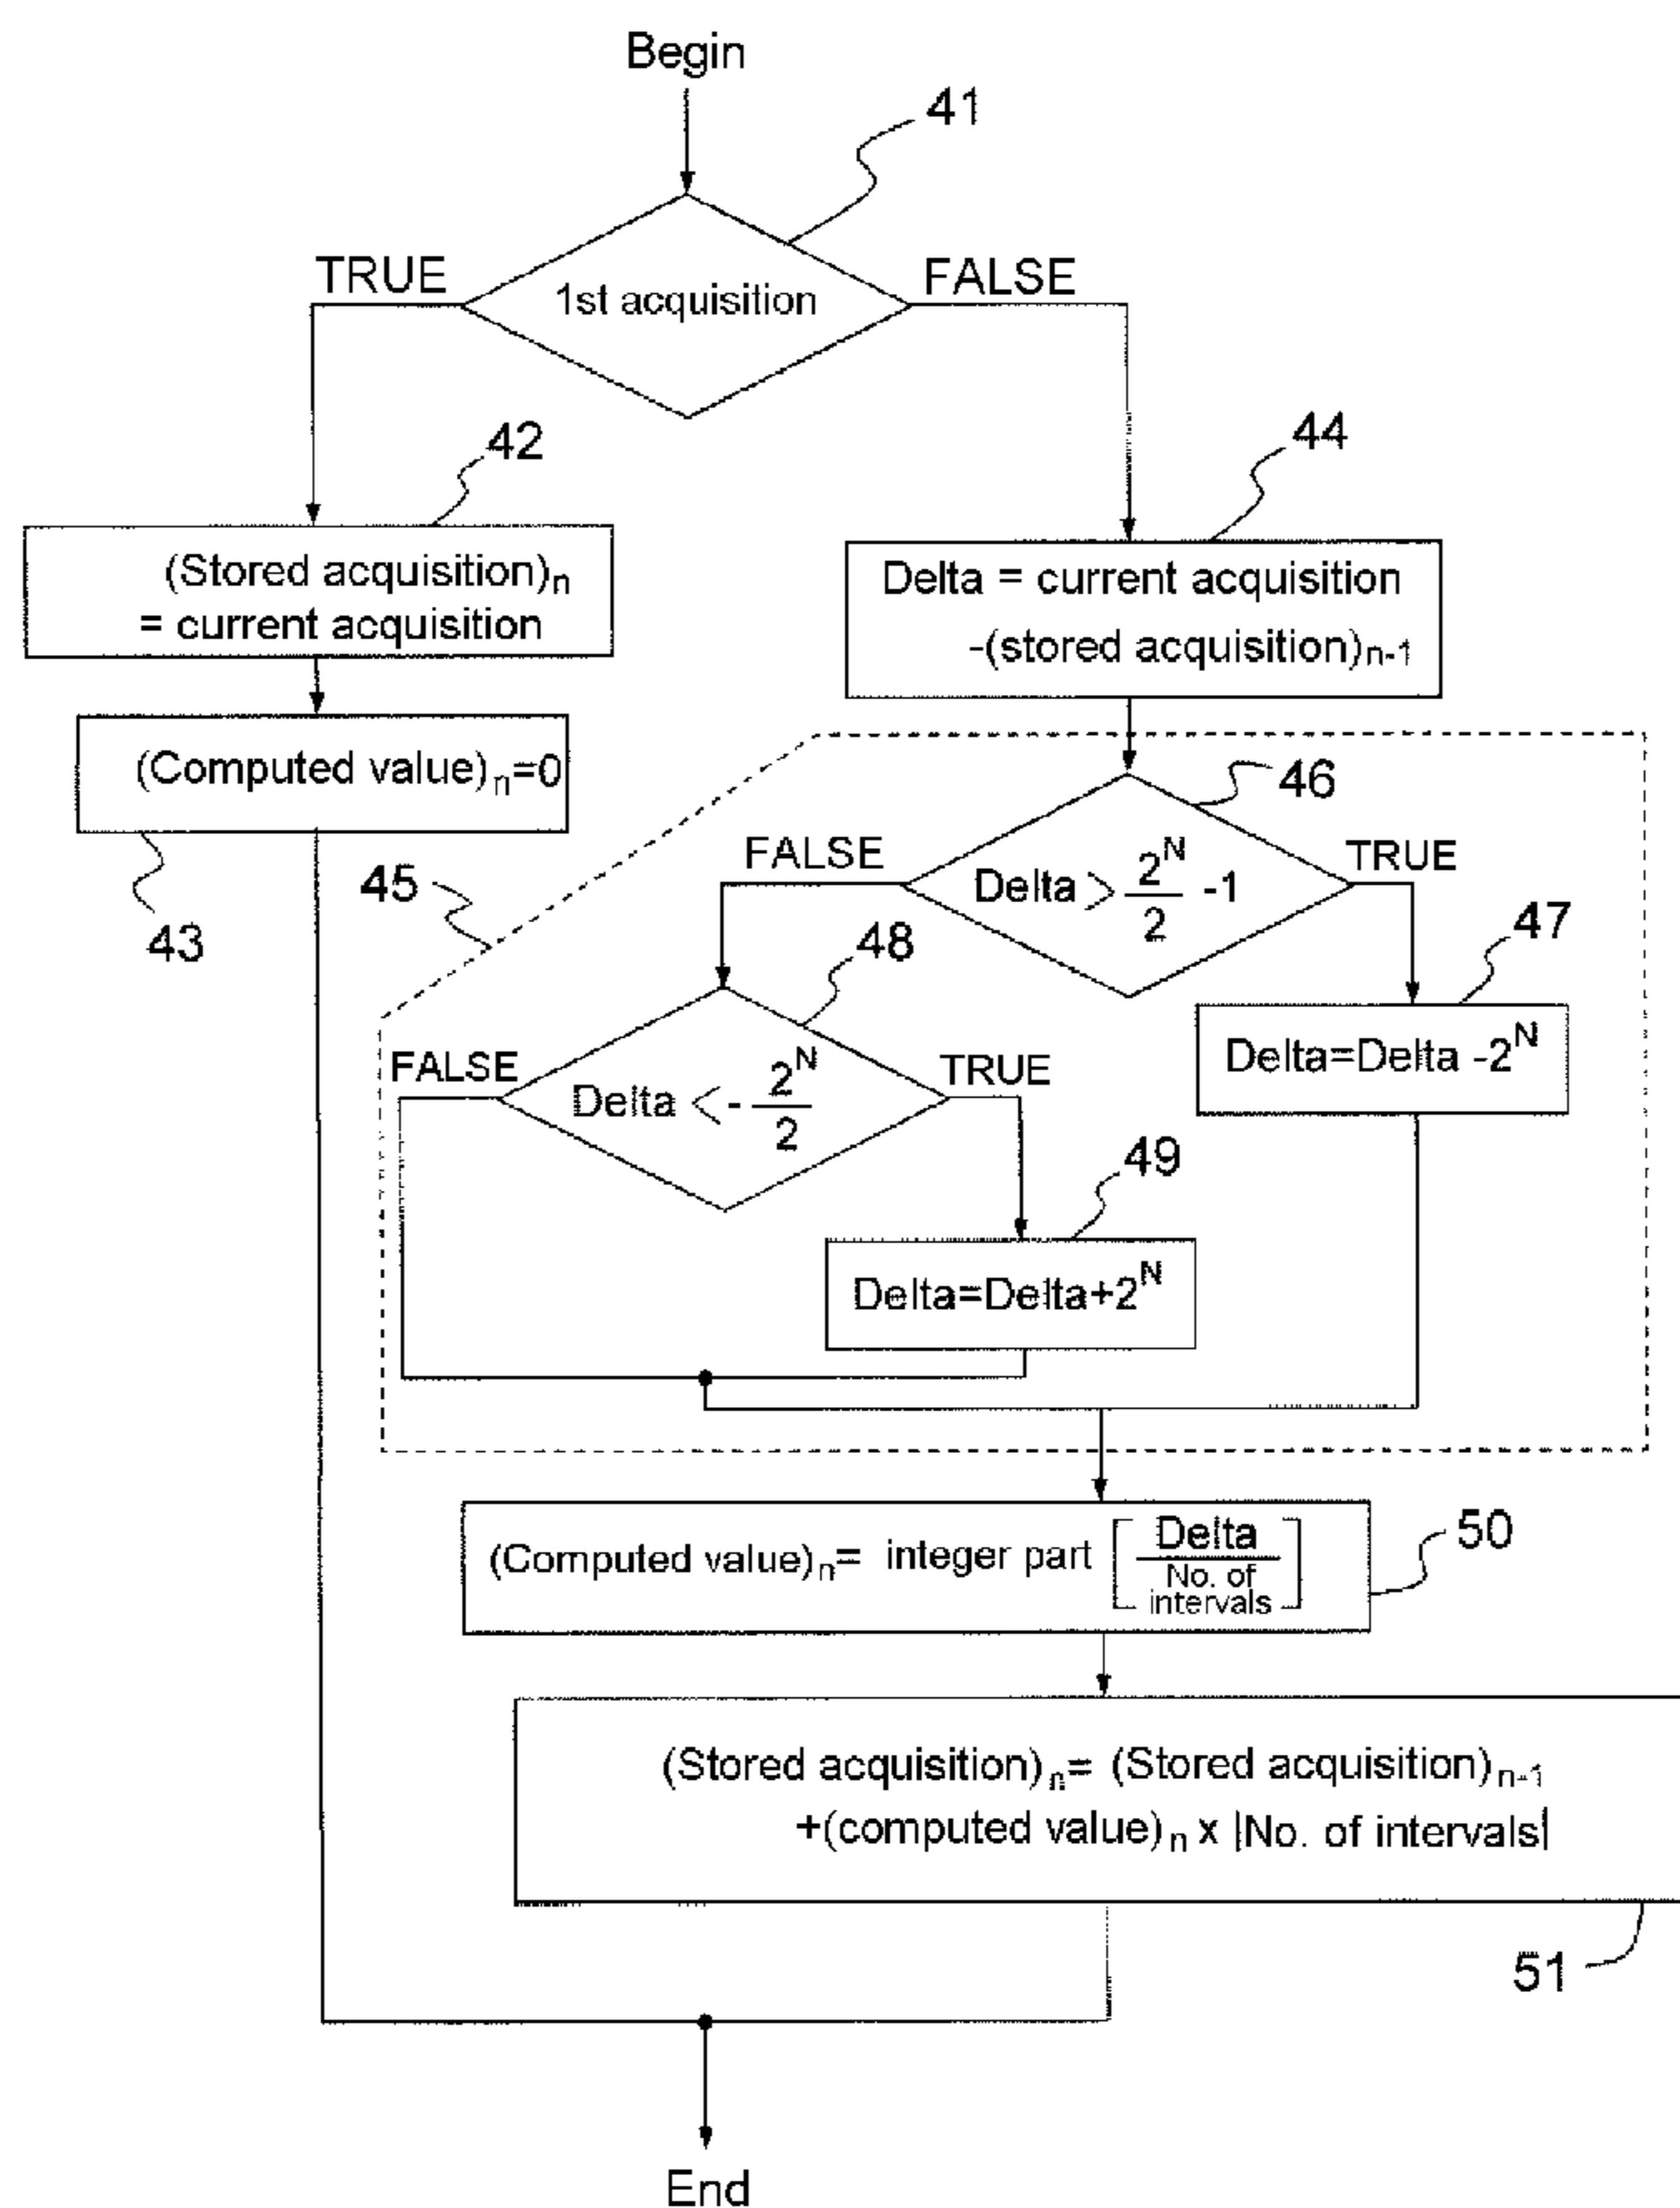 Begin
41
TRUE
FALSE
1st acquisition
42
44
(Stored acquisition)n
= current acquisition
Delta = current acquisition
-(stored acquisition)n-1
(Computed value)n=0
43
45
46
FALSE
TRUE
Delta > 2^N/2 -1
47
48
Delta=Delta -2^N
FALSE
TRUE
Delta <- 2^N/2
49
Delta=Delta+2^N
(Computed value)n= integer part [Delta/No. of intervals]
50
(Stored acquisition)n= (Stored acquisition)n-1
+(computed value)n x |No. of intervals|
51
End